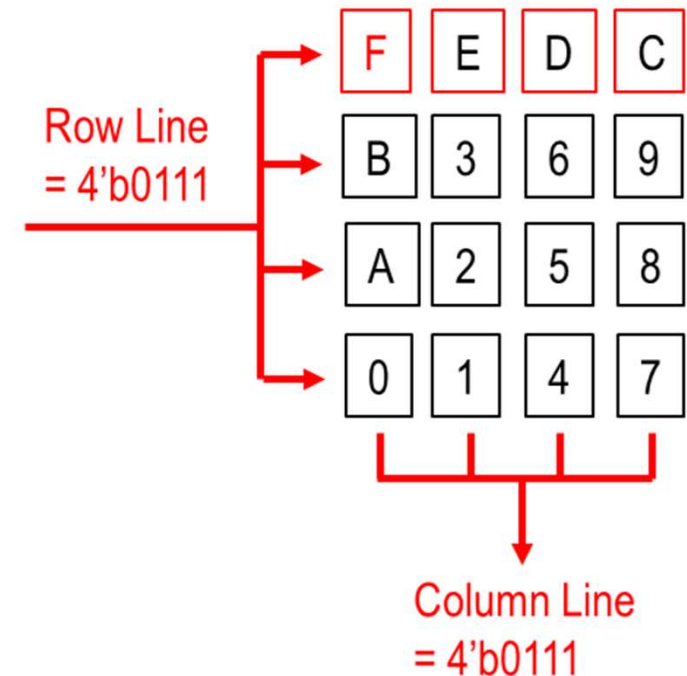 F E D C
Row Line
= 4'b0111
B 3 6 9
A 2 5 8
0 1 4 7
Column Line
= 4'b0111